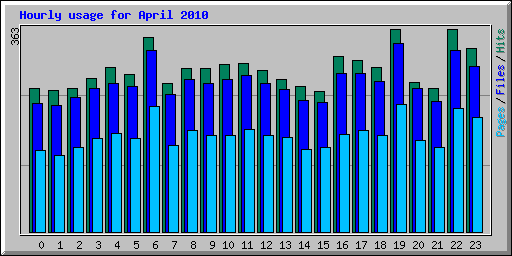 Hourly usage for April 2010
363
Pages / Files / Hits
0 1 2 3 4 5 6 7 8 9 10 11 12 13 14 15 16 17 18 19 20 21 22 23